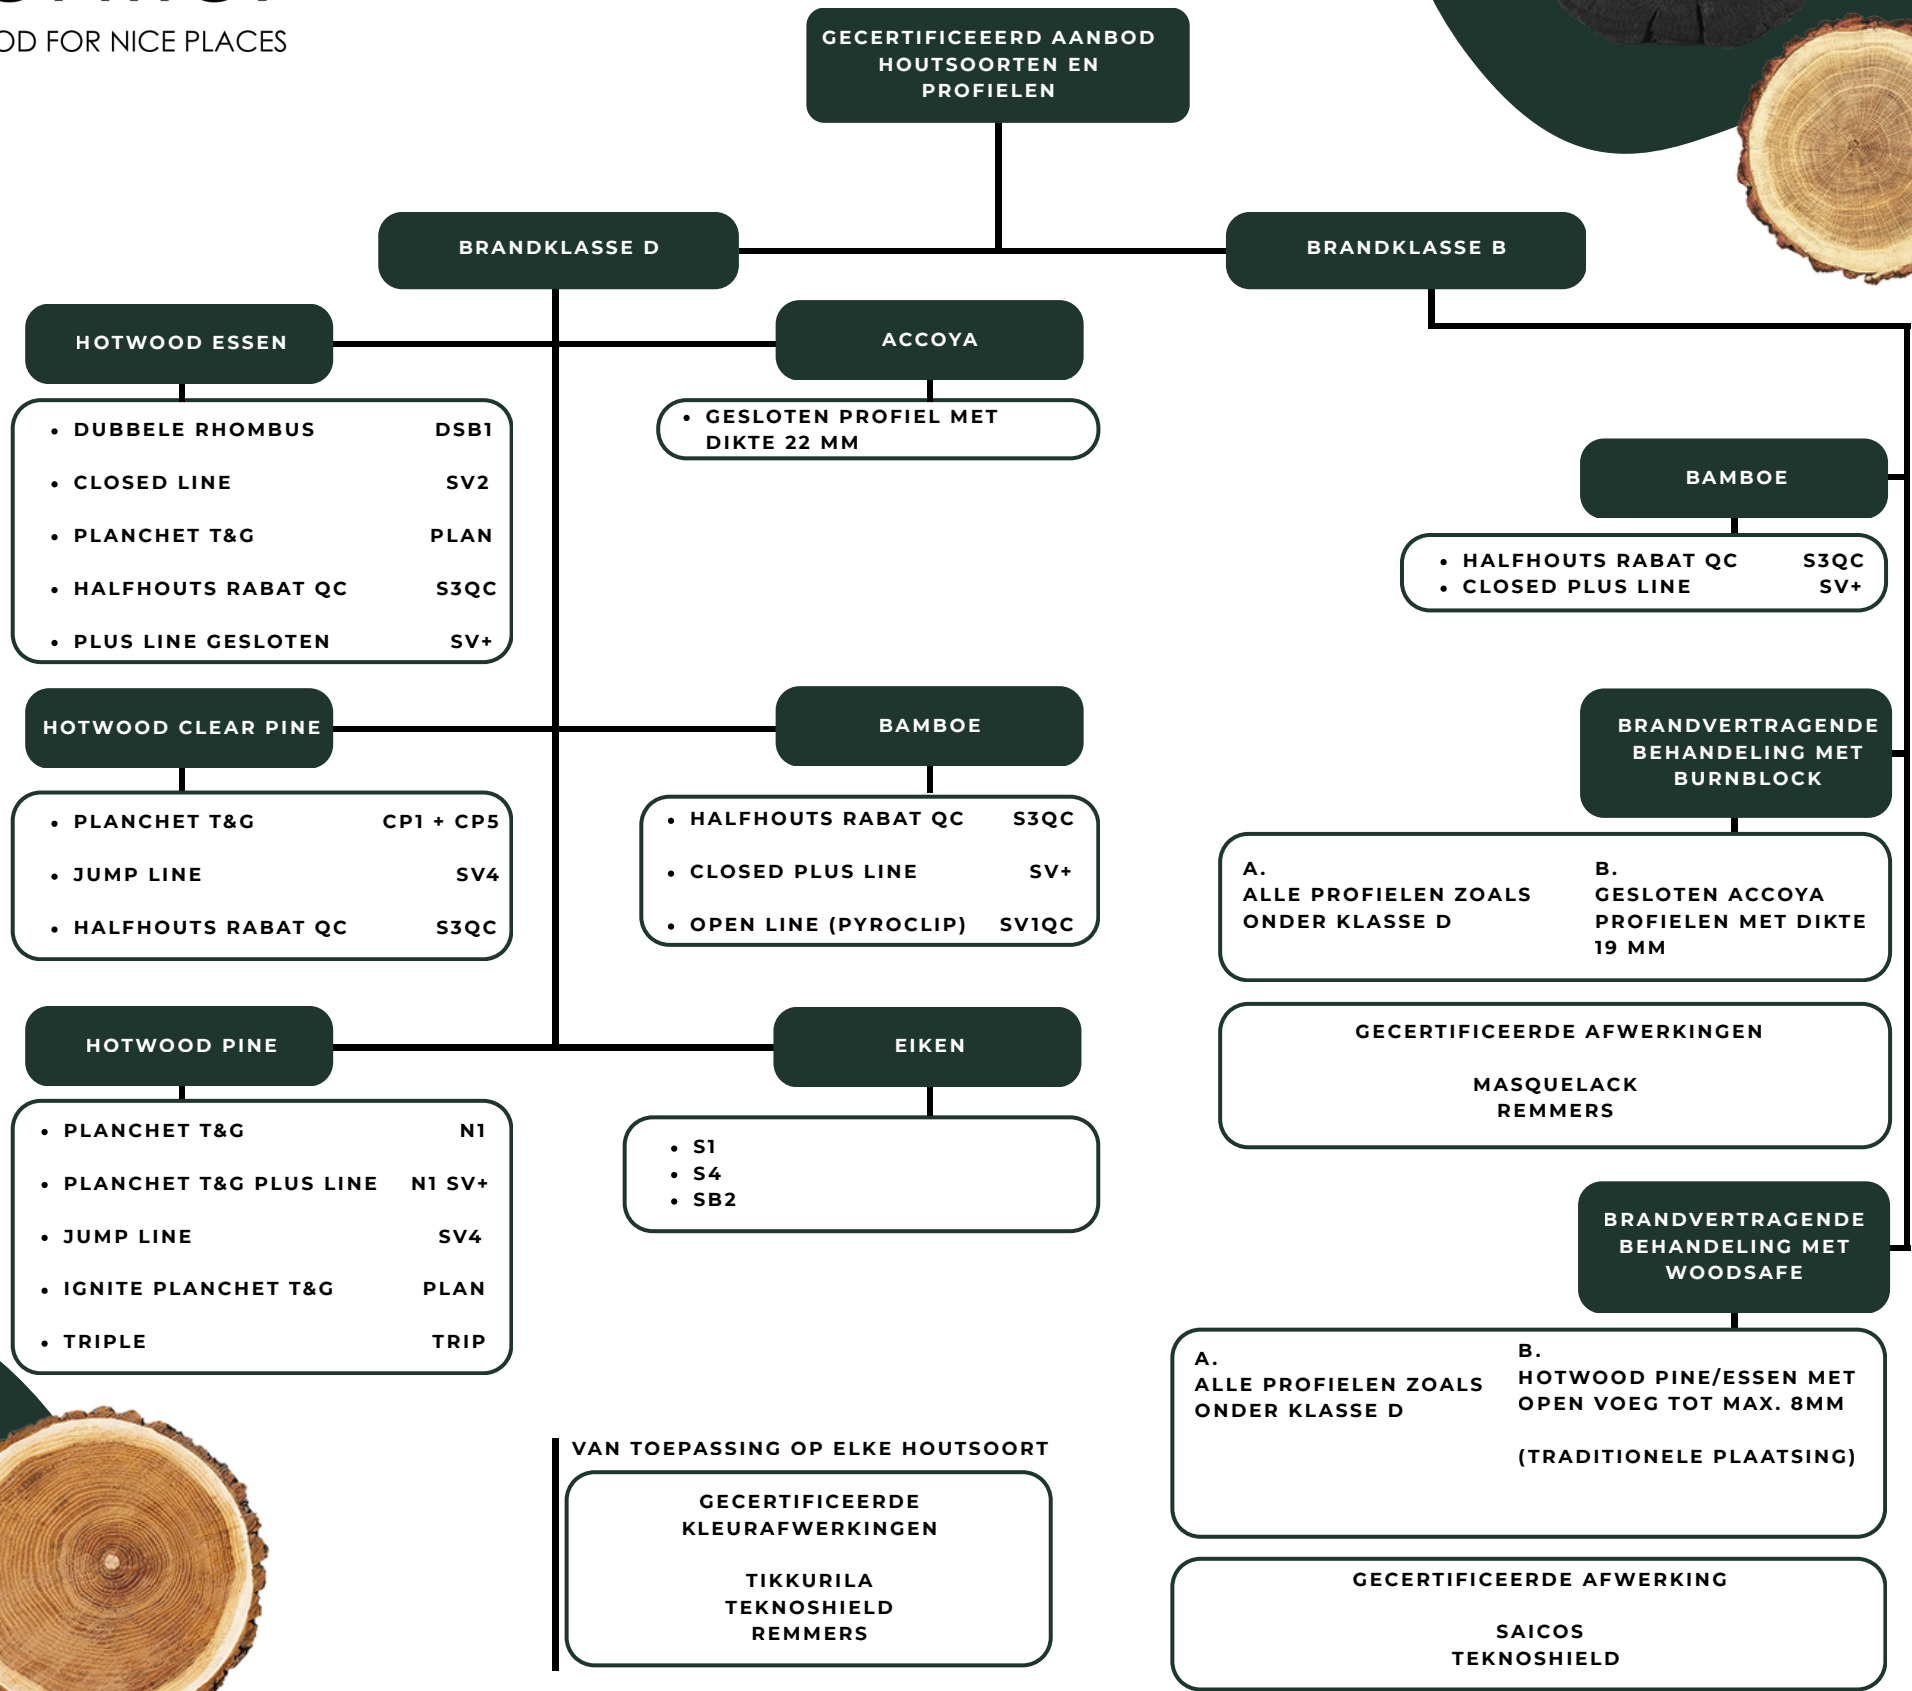 OD FOR NICE PLACES
GECERTIFICEEERD AANBOD
HOUTSOORTEN EN
PROFIELEN
BRANDKLASSE D
BRANDKLASSE B
HOTWOOD ESSEN
• DUBBELE RHOMBUS DSB1
• CLOSED LINE SV2
• PLANCHET T&G PLAN
• HALFHOUTS RABAT QC S3QC
• PLUS LINE GESLOTEN SV+
ACCOYA
• GESLOTEN PROFIEL MET
DIKTE 22 MM
HOTWOOD CLEAR PINE
• PLANCHET T&G CP1 + CP5
• JUMP LINE SV4
• HALFHOUTS RABAT QC S3QC
BAMBOE
• HALFHOUTS RABAT QC S3QC
• CLOSED PLUS LINE SV+
• OPEN LINE (PYROCLIP) SV1QC
HOTWOOD PINE
• PLANCHET T&G N1
• PLANCHET T&G PLUS LINE N1 SV+
• JUMP LINE SV4
• IGNITE PLANCHET T&G PLAN
• TRIPLE TRIP
EIKEN
• S1
• S4
• SB2
VAN TOEPASSING OP ELKE HOUTSOORT
GECERTIFICEERDE
KLEURAFWERKINGEN
TIKKURILA
TEKNOSHIELD
REMMERS
BAMBOE
• HALFHOUTS RABAT QC S3QC
• CLOSED PLUS LINE SV+
BRANDVERTRAGENDE
BEHANDELING MET
BURNBLOCK
A.
ALLE PROFIELEN ZOALS
ONDER KLASSE D
B.
GESLOTEN ACCOYA
PROFIELEN MET DIKTE
19 MM
GECERTIFICEERDE AFWERKINGEN
MASQUELACK
REMMERS
BRANDVERTRAGENDE
BEHANDELING MET
WOODSAFE
A.
ALLE PROFIELEN ZOALS
ONDER KLASSE D
B.
HOTWOOD PINE/ESSEN MET
OPEN VOEG TOT MAX. 8MM
(TRADITIONELE PLAATSING)
GECERTIFICEERDE AFWERKING
SAICOS
TEKNOSHIELD